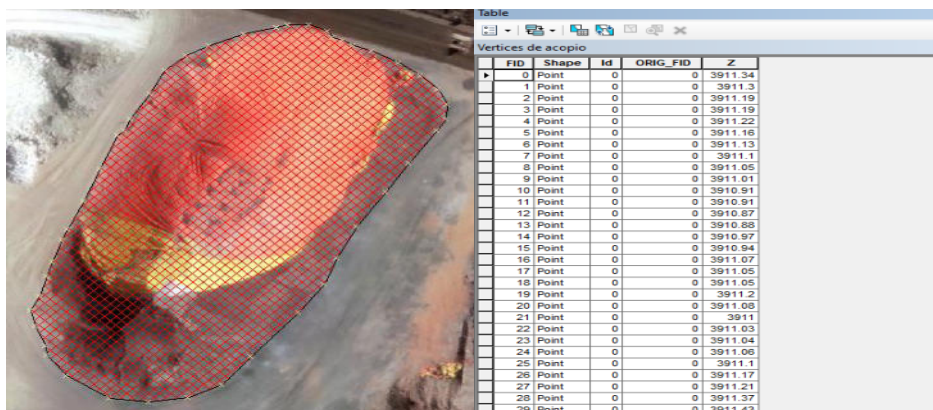 Table
Vertices de acopio
FID Shape Id ORIG_FID Z
0 Point 0 0 3911.34
1 Point 0 0 3911.3
2 Point 0 0 3911.19
3 Point 0 0 3911.19
4 Point 0 0 3911.22
5 Point 0 0 3911.16
6 Point 0 0 3911.13
7 Point 0 0 3911.1
8 Point 0 0 3911.05
9 Point 0 0 3911.01
10 Point 0 0 3910.91
11 Point 0 0 3910.91
12 Point 0 0 3910.87
13 Point 0 0 3910.88
14 Point 0 0 3910.97
15 Point 0 0 3910.94
16 Point 0 0 3911.07
17 Point 0 0 3911.05
18 Point 0 0 3911.05
19 Point 0 0 3911.2
20 Point 0 0 3911.08
21 Point 0 0 3911
22 Point 0 0 3911.03
23 Point 0 0 3911.04
24 Point 0 0 3911.06
25 Point 0 0 3911.1
26 Point 0 0 3911.17
27 Point 0 0 3911.21
28 Point 0 0 3911.37
29 Point 0 0 3911.43